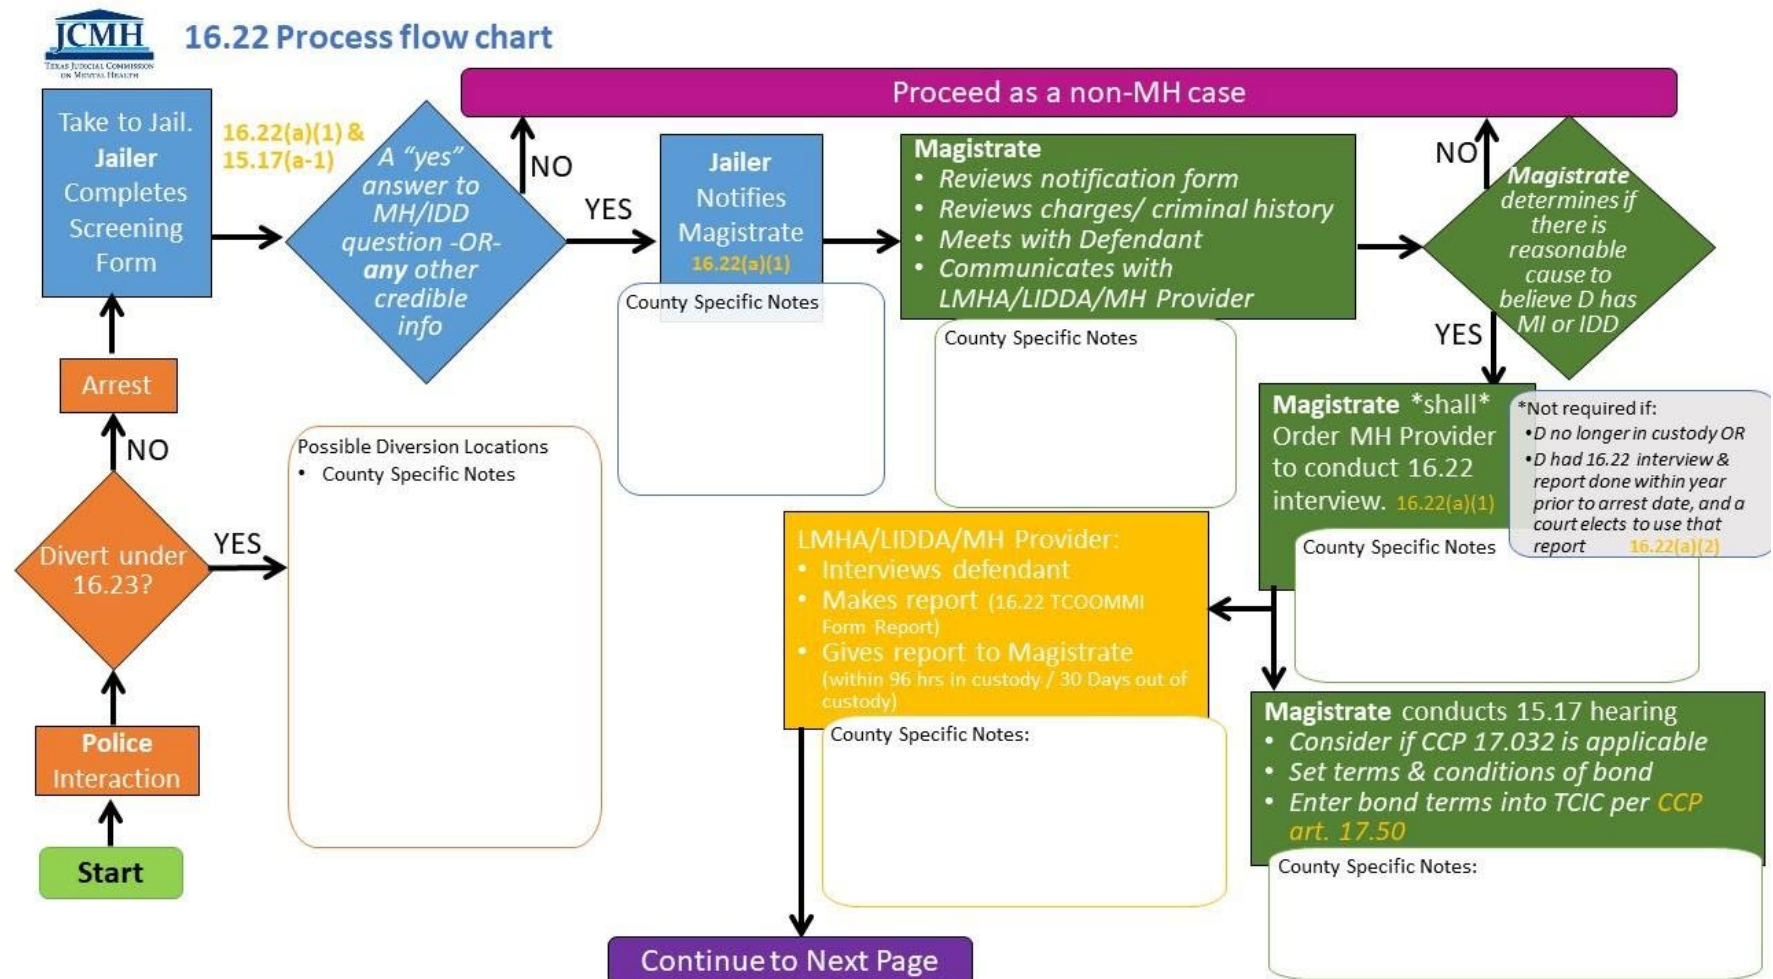 JCMH
TEXAS JUDICIAL COMMISSION
ON MENTAL HEALTH
16.22 Process flow chart
Proceed as a non-MH case
Take to Jail.
Jailer
Completes
Screening
Form
16.22(a)(1) &
15.17(a-1)
A “yes”
answer to
MH/IDD
question -OR-
any other
credible
info
NO
YES
Jailer
Notifies
Magistrate
16.22(a)(1)
County Specific Notes
Magistrate
• Reviews notification form
• Reviews charges/ criminal history
• Meets with Defendant
• Communicates with
LMHA/LIDDA/MH Provider
County Specific Notes
NO
Magistrate
determines if
there is
reasonable
cause to
believe D has
MI or IDD
YES
Arrest
NO
Divert under
16.23?
YES
Possible Diversion Locations
• County Specific Notes
Police
Interaction
Start
Magistrate *shall*
Order MH Provider
to conduct 16.22
interview. 16.22(a)(1)
*Not required if:
•D no longer in custody OR
•D had 16.22 interview &
report done within year
prior to arrest date, and a
court elects to use that
report 16.22(a)(2)
County Specific Notes
LMHA/LIDDA/MH Provider:
• Interviews defendant
• Makes report (16.22 TCOOMMI
Form Report)
• Gives report to Magistrate
(within 96 hrs in custody / 30 Days out of
custody)
County Specific Notes:
Magistrate conducts 15.17 hearing
• Consider if CCP 17.032 is applicable
• Set terms & conditions of bond
• Enter bond terms into TCIC per CCP
art. 17.50
County Specific Notes:
Continue to Next Page